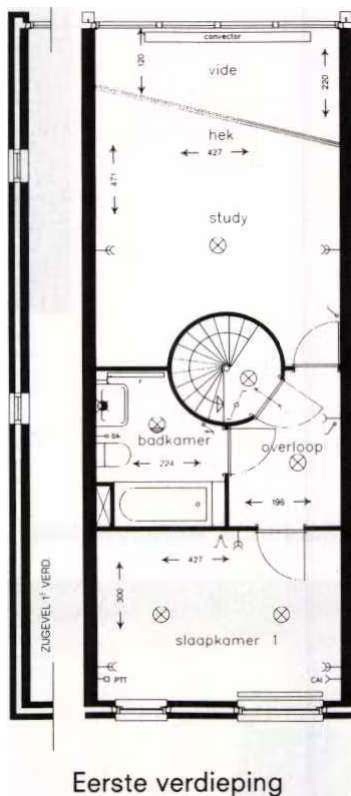 convector
120
vide
220
hek
427
471
study
badkamer
224
overloop
196
427
300
ZIJGEVEL 1E VERD.
slaapkamer 1
PTT
CAI
Eerste verdieping